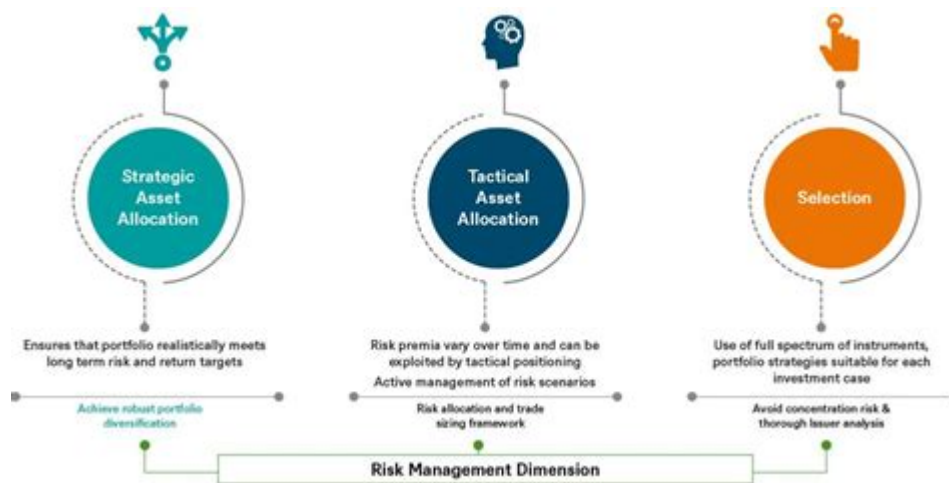 Strategic
Asset
Allocation
Tactical
Asset
Allocation
Selection
Ensures that portfolio realistically meets
long term risk and return targets
Risk premia vary over time and can be
exploited by tactical positioning
Active management of risk scenarios
Use of full spectrum of instruments,
portfolio strategies suitable for each
investment case
Achieve robust portfolio
diversification
Risk allocation and trade
sizing framework
Avoid concentration risk &
thorough Issuer analysis
Risk Management Dimension